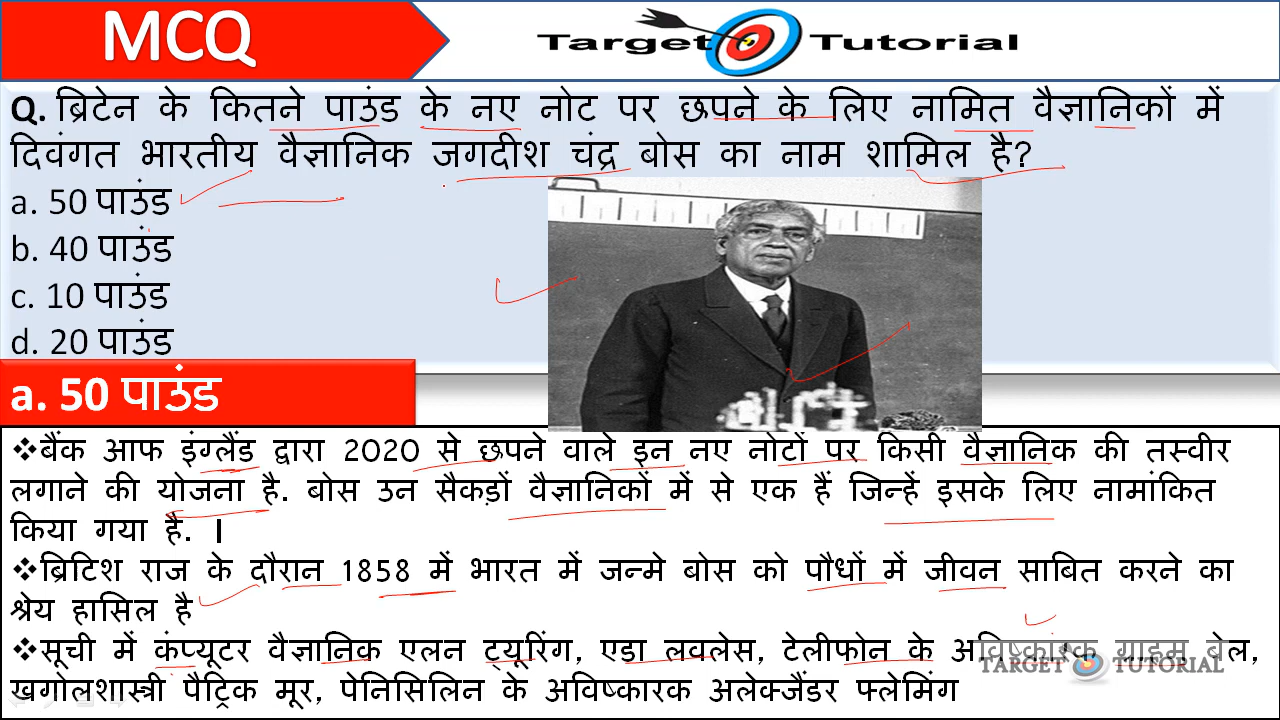 MCQ
Target Tutorial
Q. ब्रिटेन के कितने पाउंड के नए नोट पर छपने के लिए नामित वैज्ञानिकों में
दिवंगत भारतीय वैज्ञानिक जगदीश चंद्र बोस का नाम शामिल है?
a. 50 पाउंड
b. 40 पाउंड
c. 10 पाउंड
d. 20 पाउंड
a. 50 पाउंड
❖बैंक आफ इंग्लैंड द्वारा 2020 से छपने वाले इन नए नोटों पर किसी वैज्ञानिक की तस्वीर
लगाने की योजना है. बोस उन सैकड़ों वैज्ञानिकों में से एक हैं जिन्हें इसके लिए नामांकित
किया गया है. ।
❖ब्रिटिश राज के दौरान 1858 में भारत में जन्मे बोस को पौधों में जीवन साबित करने का
श्रेय हासिल है
❖सूची में कंप्यूटर वैज्ञानिक एलन ट्यूरिंग, एडा लवलेस, टेलीफोन के अविष्कारक ग्राहम बेल,
खगोलशास्त्री पैट्रिक मूर, पेनिसिलिन के अविष्कारक अलेक्जैंडर फ्लेमिंग
TARGET TUTORIAL